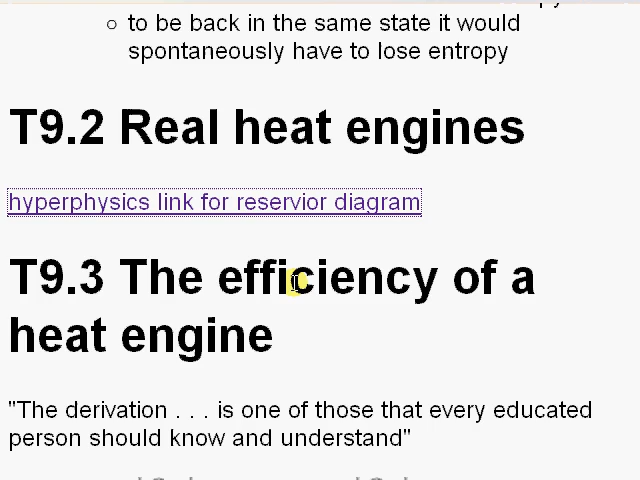 to be back in the same state it would
spontaneously have to lose entropy
T9.2 Real heat engines
hyperphysics link for reservior diagram
T9.3 The efficiency of a
heat engine
"The derivation . . . is one of those that every educated
person should know and understand"